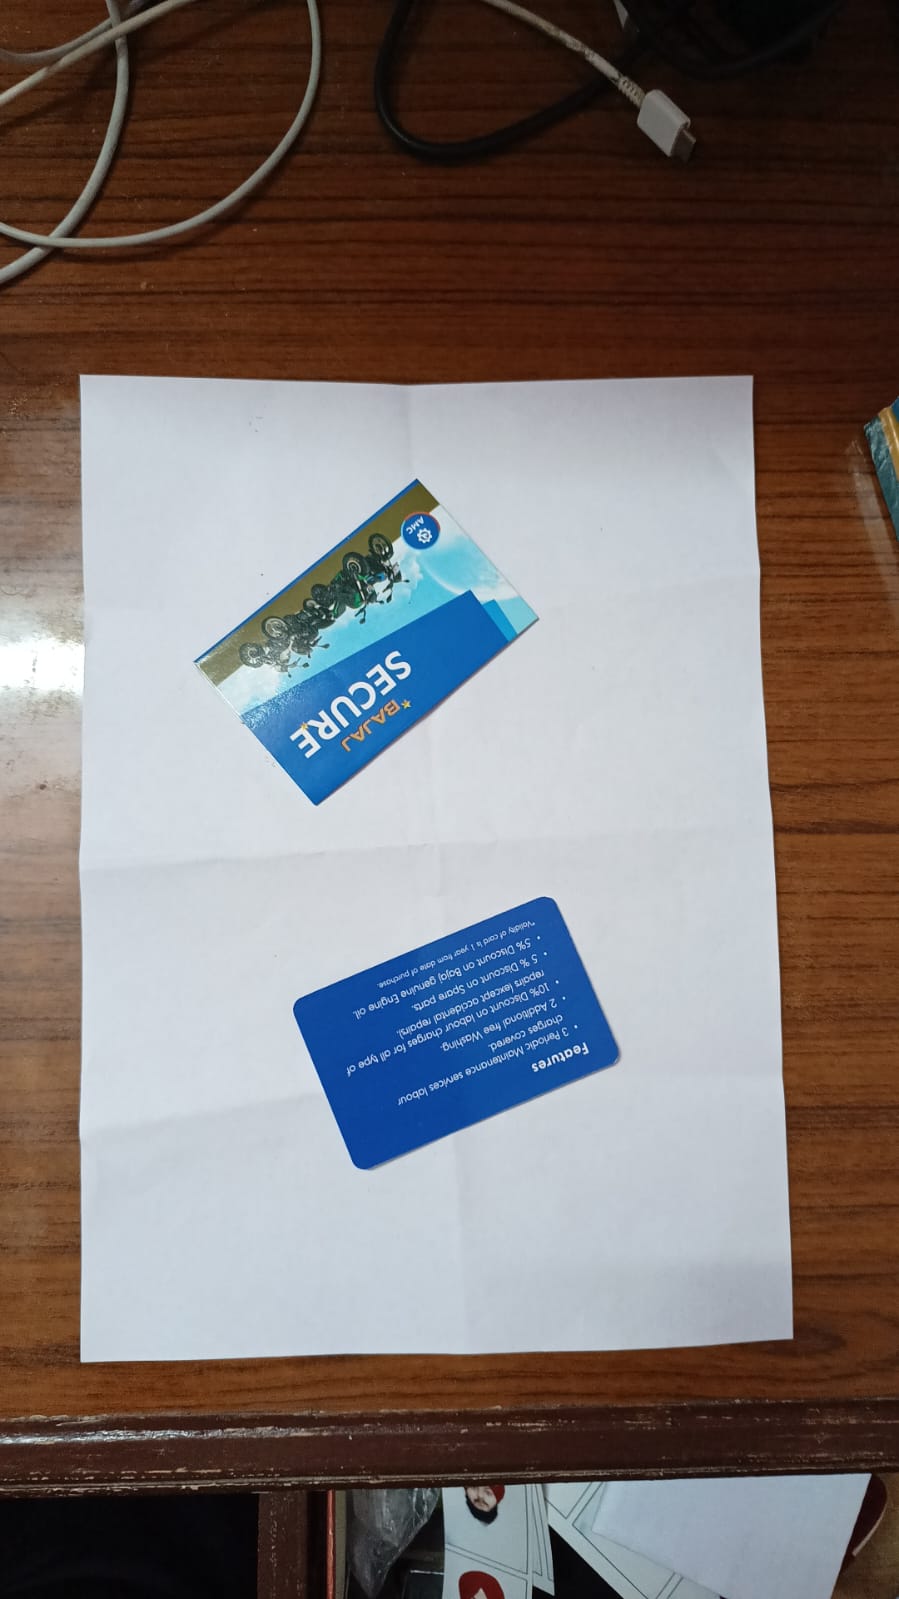 BAJAJ
SECURE
AMC
Features
• 3 Periodic Maintenance services labour
charges covered.
• 2 Additional free Washing.
• 10% Discount on labour charges for all type of
repairs (except accidental repairs).
• 5 % Discount on Spare parts.
• 5% Discount on Bajaj genuine Engine oil.
*Validity of card is 1 year from date of purchase.